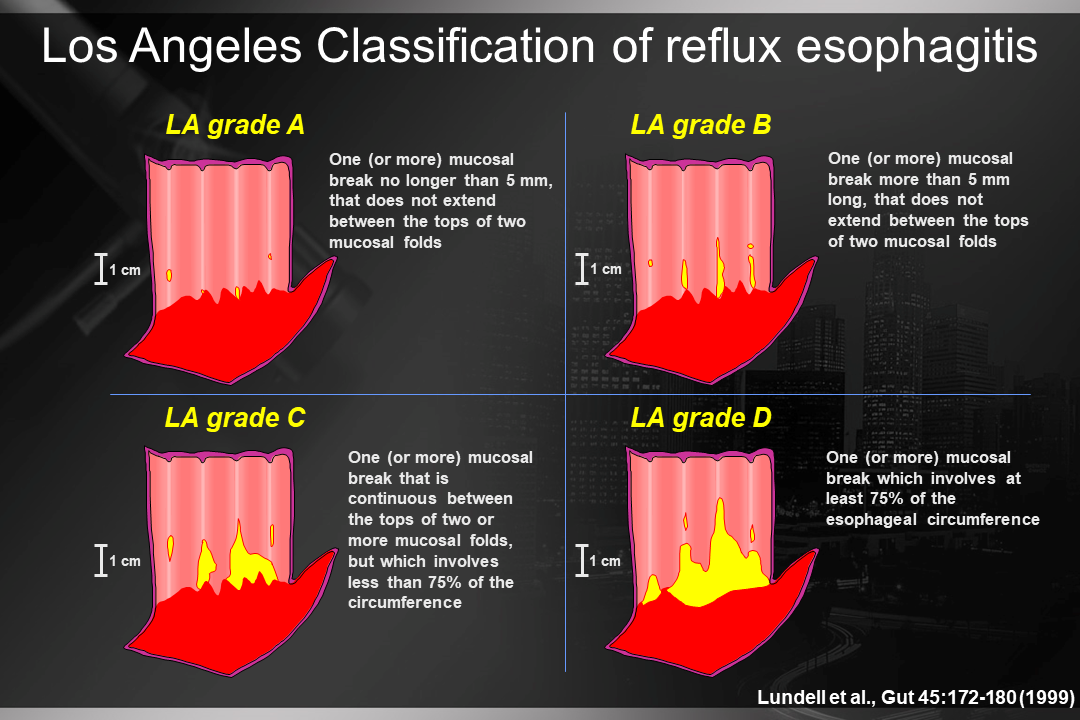 Los Angeles Classification of reflux esophagitis
LA grade A
One (or more) mucosal
break no longer than 5 mm,
that does not extend
between the tops of two
mucosal folds
1 cm
LA grade B
One (or more) mucosal
break more than 5 mm
long, that does not
extend between the tops
of two mucosal folds
1 cm
LA grade C
One (or more) mucosal
break that is
continuous between
the tops of two or
more mucosal folds,
but which involves
less than 75% of the
circumference
1 cm
LA grade D
One (or more) mucosal
break which involves at
least 75% of the
esophageal circumference
1 cm
Lundell et al., Gut 45:172-180 (1999)